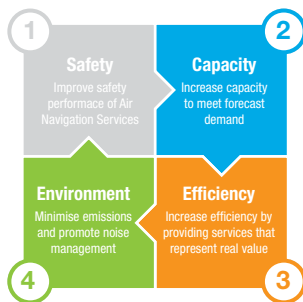 1
Safety
Improve safety
performace of Air
Navigation Services
2
Capacity
Increase capacity
to meet forecast
demand
Environment
Minimise emissions
and promote noise
management
4
Efficiency
Increase efficiency by
providing services that
represent real value
3